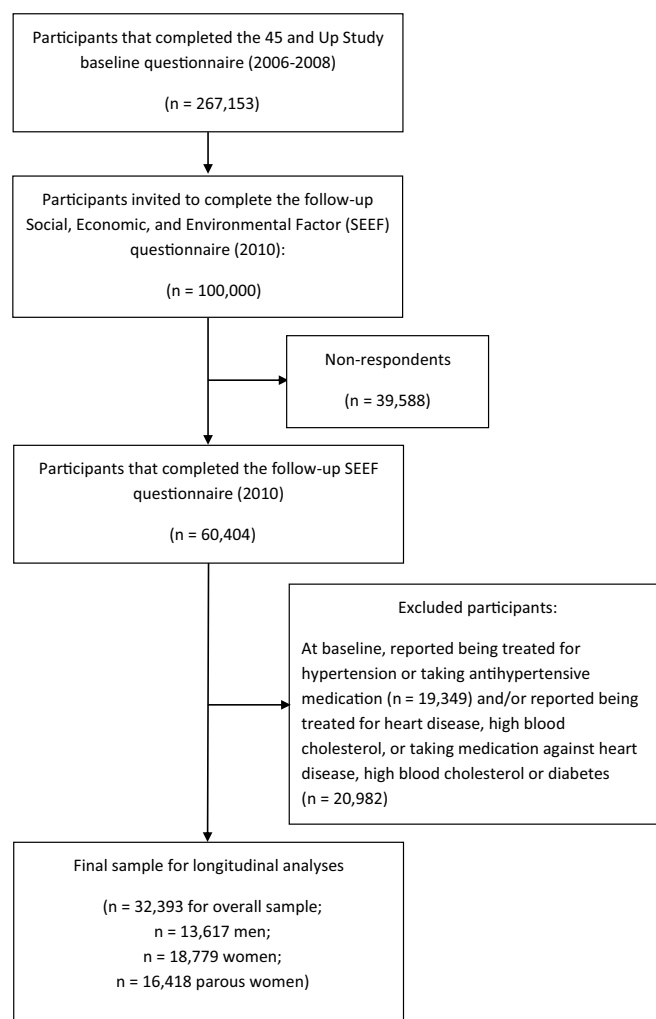 Participants that completed the 45 and Up Study
baseline questionnaire (2006-2008)
(n = 267,153)
Participants invited to complete the follow-up
Social, Economic, and Environmental Factor (SEEF)
questionnaire (2010):
(n = 100,000)
Non-respondents
(n = 39,588)
Participants that completed the follow-up SEEF
questionnaire (2010)
(n = 60,404)
Excluded participants:
At baseline, reported being treated for
hypertension or taking antihypertensive
medication (n = 19,349) and/or reported being
treated for heart disease, high blood
cholesterol, or taking medication against heart
disease, high blood cholesterol or diabetes
(n = 20,982)
Final sample for longitudinal analyses
(n = 32,393 for overall sample;
n = 13,617 men;
n = 18,779 women;
n = 16,418 parous women)